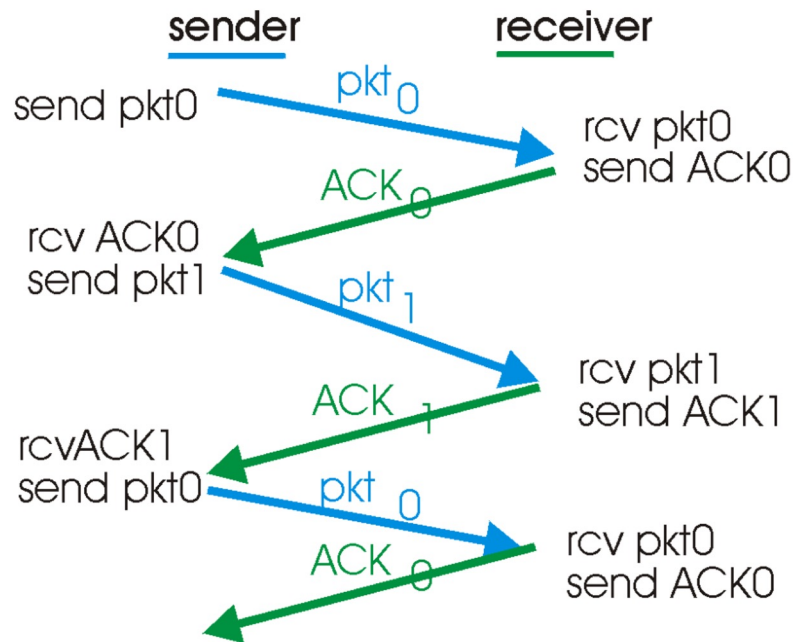 sender
receiver
send pkt0
pkt 0
rcv pkt0
send ACK0
ACK 0
rcv ACK0
send pkt1
pkt 1
rcv pkt1
send ACK1
ACK 1
rcvACK1
send pkt0
pkt 0
rcv pkt0
send ACK0
ACK 0